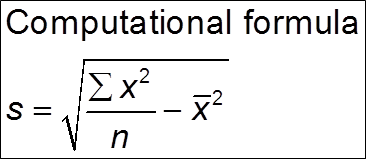 Computational formula
s = √(∑x²/n − x̅²)